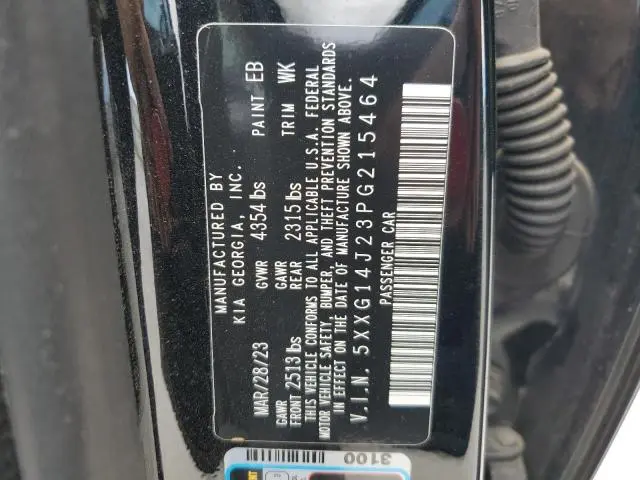 MANUFACTURED BY
KIA GEORGIA, INC.
MAR/28/23 GVWR 4354 lbs PAINT EB
GAWR FRONT 2513 lbs GAWR REAR 2315 lbs TRIM WK
THIS VEHICLE CONFORMS TO ALL APPLICABLE U.S.A. FEDERAL
MOTOR VEHICLE SAFETY, BUMPER, AND THEFT PREVENTION STANDARDS
IN EFFECT ON THE DATE OF MANUFACTURE SHOWN ABOVE.
V.I.N. 5XXG14J23PG215464
PASSENGER CAR
3100